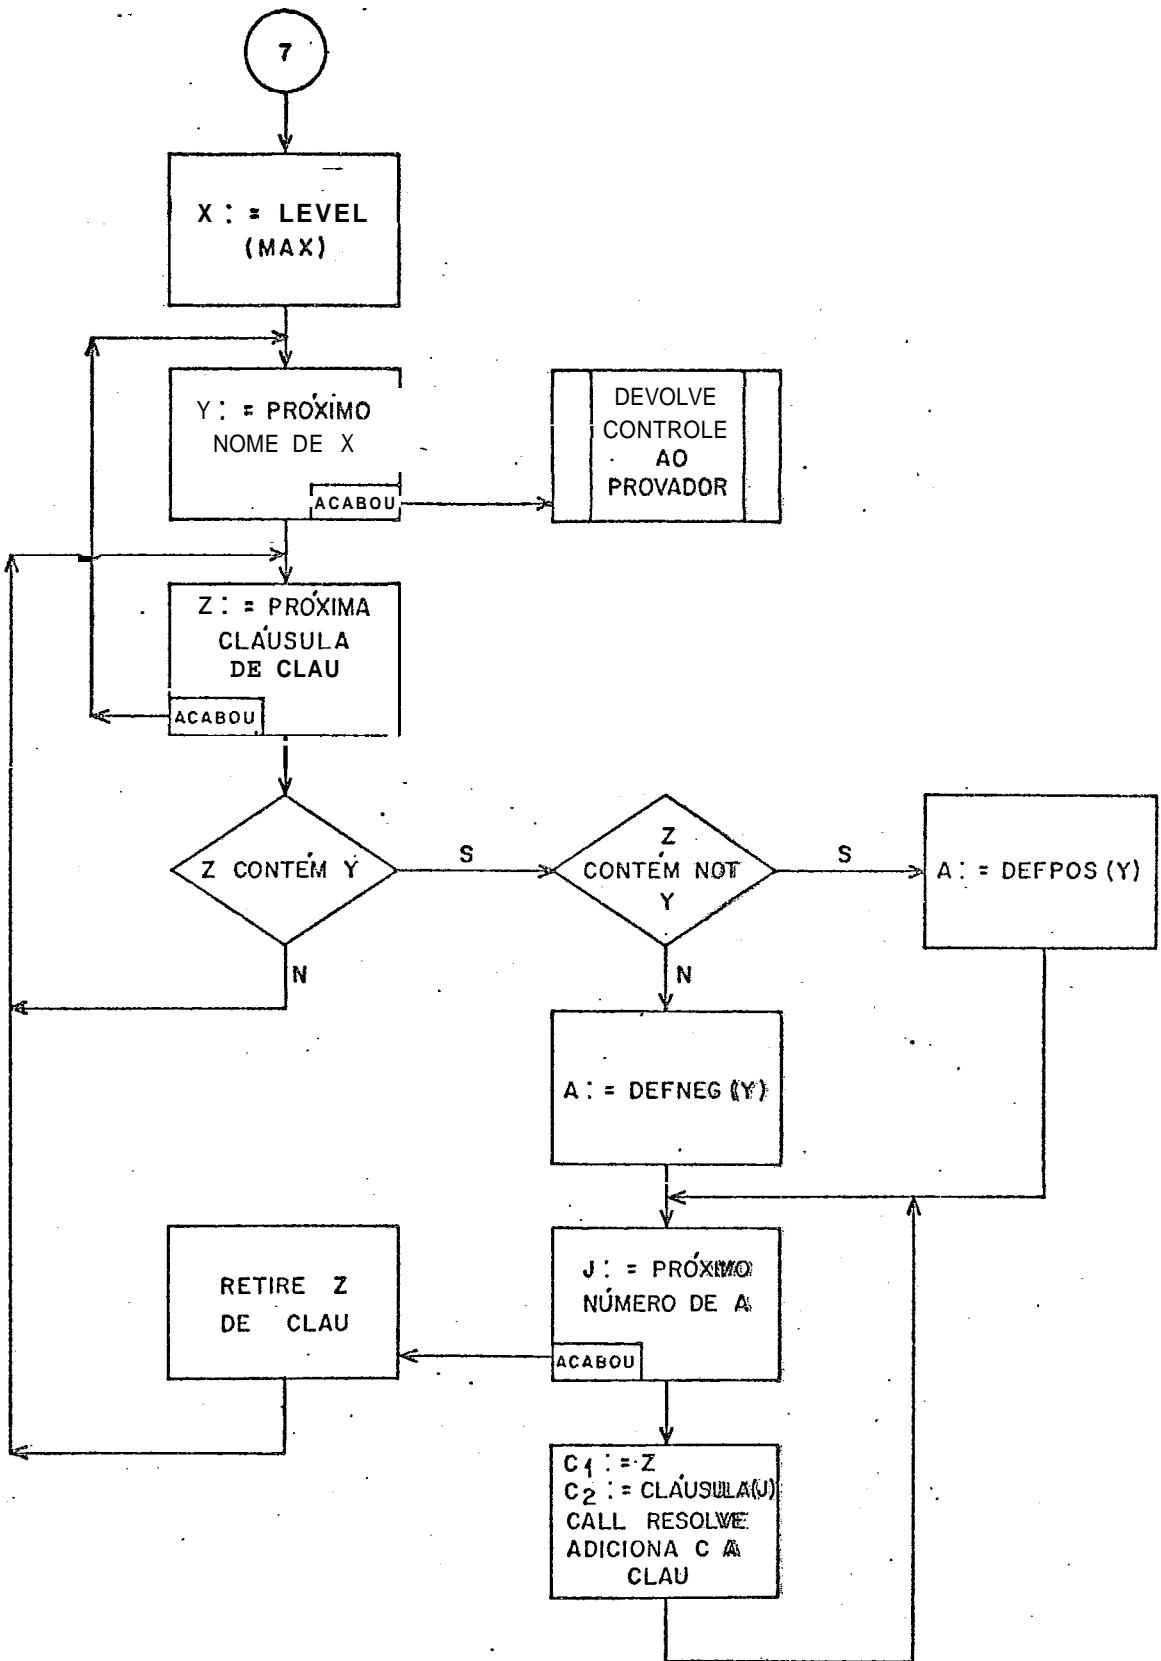 7
X : = LEVEL
(MAX)
Y : = PRÓXIMO
NOME DE X
ACABOU
DEVOLVE
CONTROLE
AO
PROVADOR
Z : = PRÓXIMA
CLÁUSULA
DE CLAU
ACABOU
Z CONTÉM Y
S
N
Z
CONTÉM NOT
Y
S
N
A : = DEFPOS (Y)
A : = DEFNEG (Y)
J : = PRÓXIMO
NÚMERO DE A
ACABOU
RETIRE Z
DE CLAU
C1 : = Z
C2 : = CLÁUSULA(J)
CALL RESOLVE
ADICIONA C A
CLAU